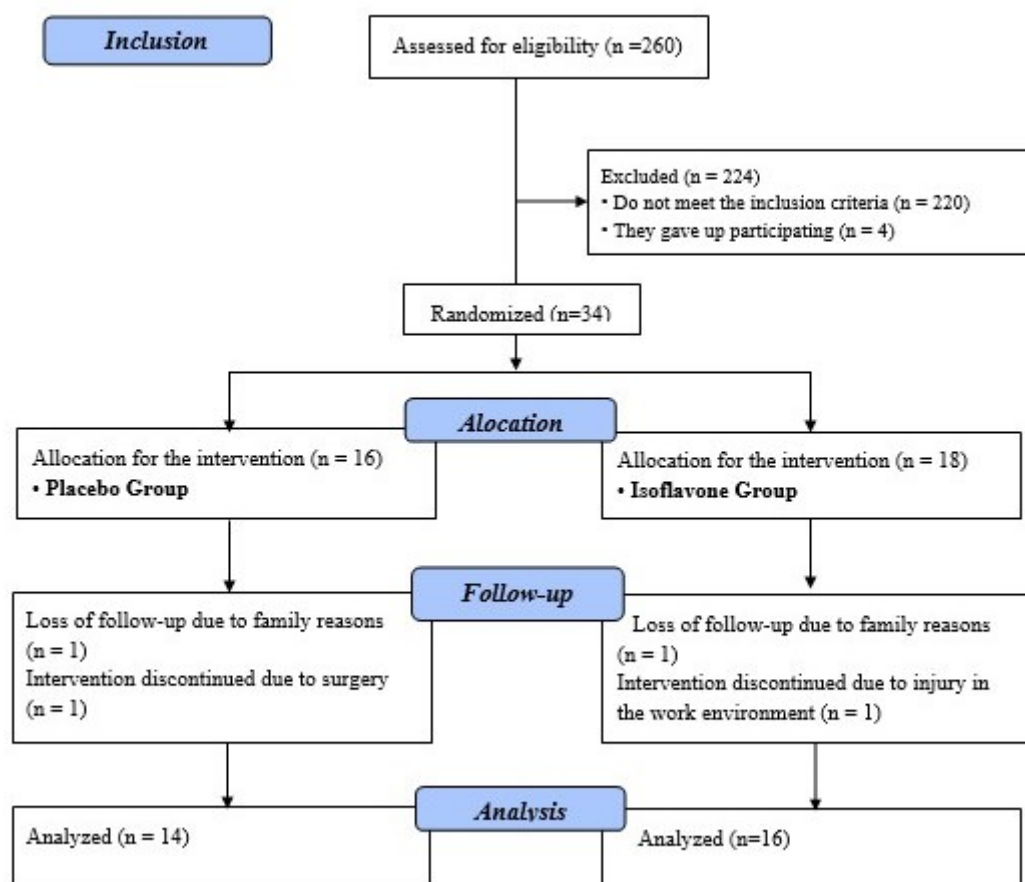 Inclusion
Assessed for eligibility (n =260)
Excluded (n = 224)
• Do not meet the inclusion criteria (n = 220)
• They gave up participating (n = 4)
Randomized (n=34)
Alocation
Allocation for the intervention (n = 16)
• Placebo Group
Allocation for the intervention (n = 18)
• Isoflavone Group
Follow-up
Loss of follow-up due to family reasons
(n = 1)
Intervention discontinued due to surgery
(n = 1)
Loss of follow-up due to family reasons
(n = 1)
Intervention discontinued due to injury in
the work environment (n = 1)
Analysis
Analyzed (n = 14)
Analyzed (n=16)